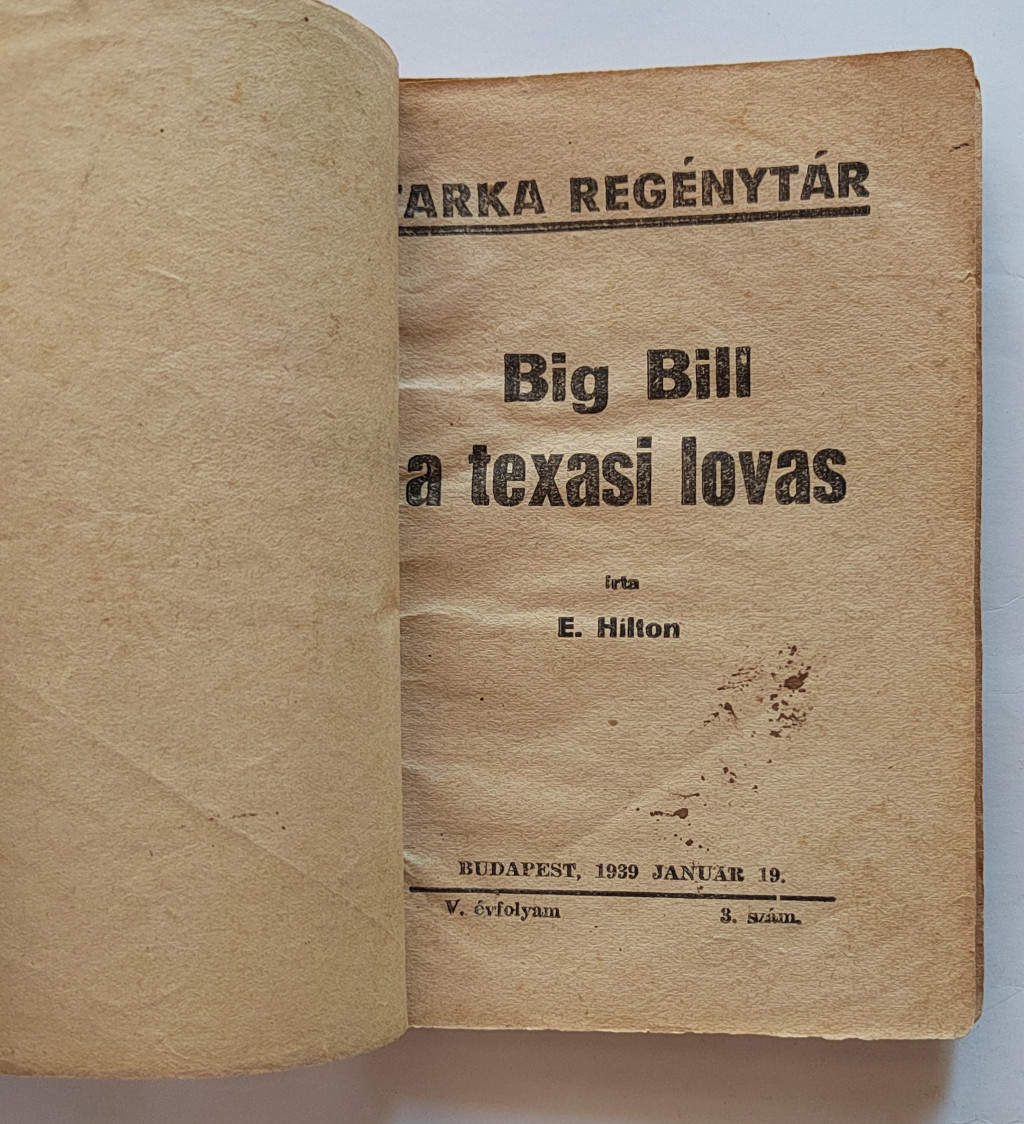 TARKA REGÉNYTÁR
Big Bill
a texasi lovas
írta
E. Hilton
BUDAPEST, 1939 JANUÁR 19.
V. évfolyam 3. szám.